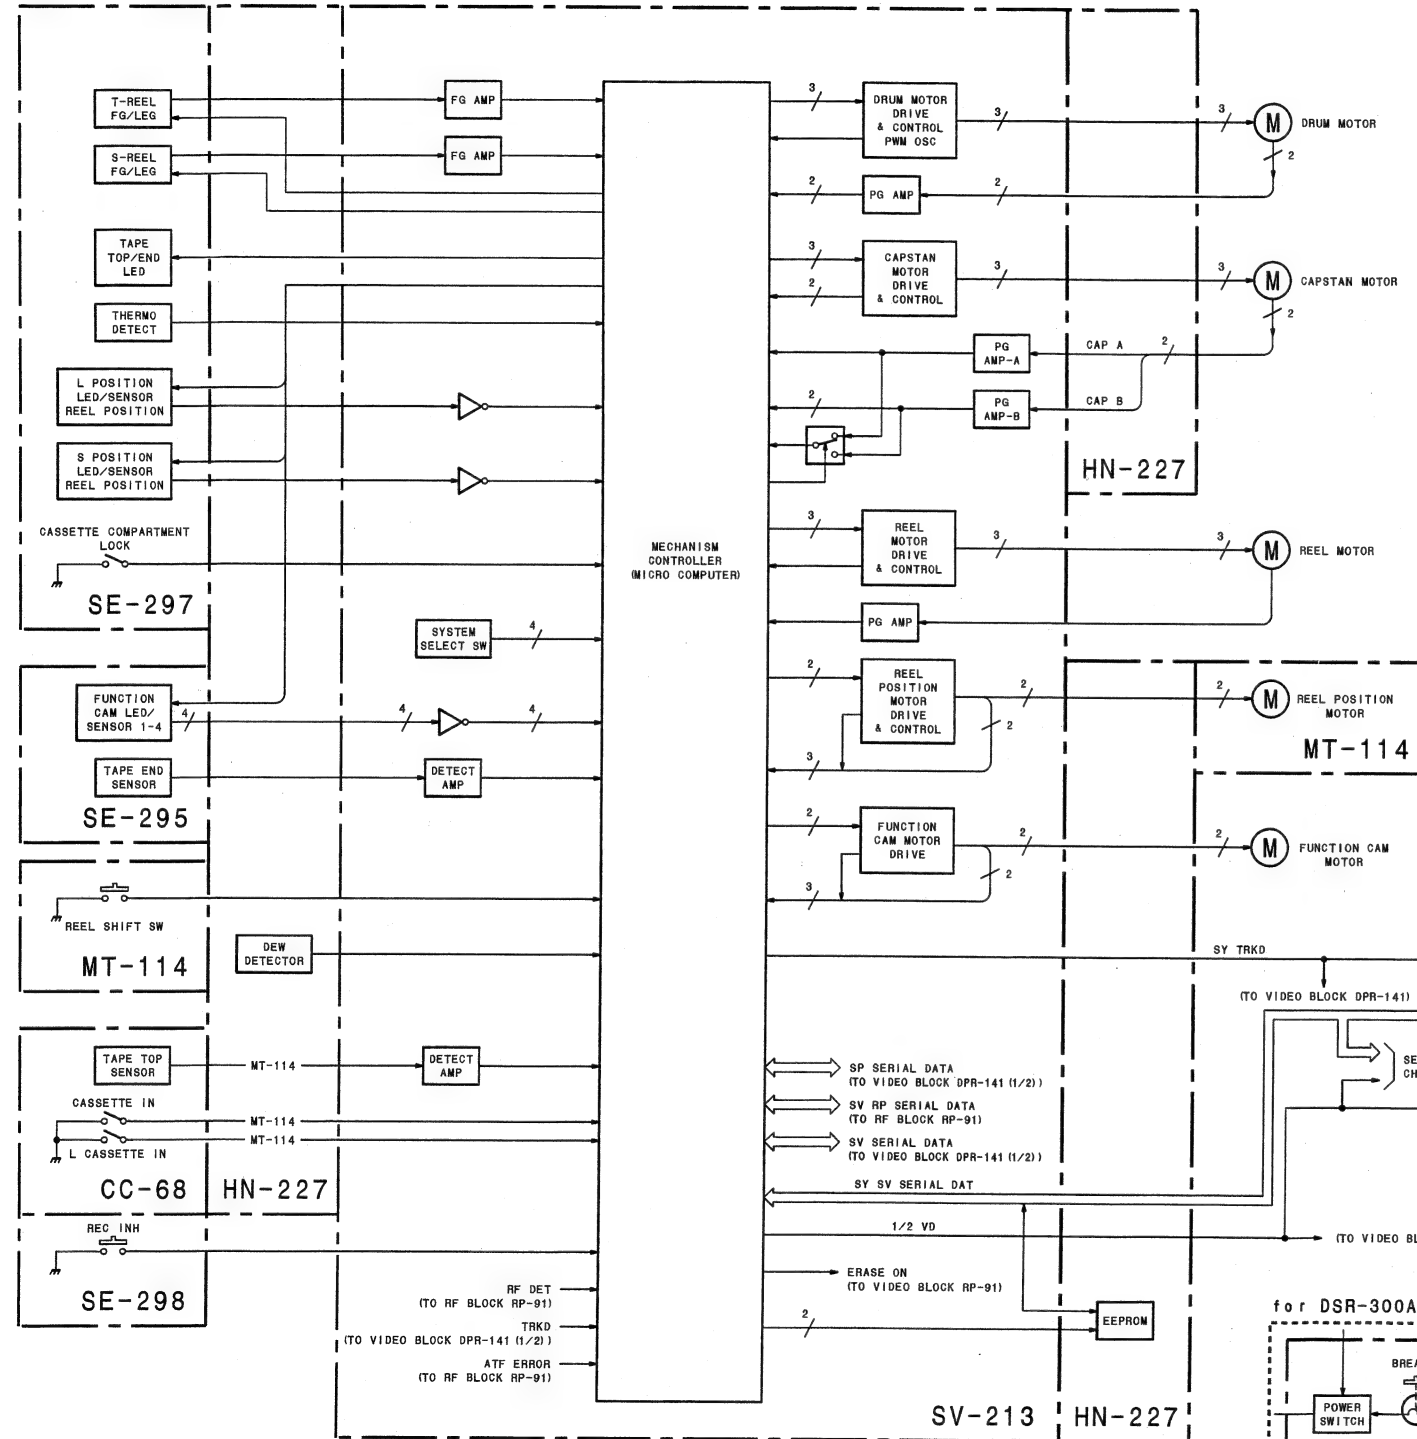 T-REEL
FG/LEG
FG AMP
S-REEL
FG/LEG
FG AMP
TAPE
TOP/END
LED
THERMO
DETECT
L POSITION
LED/SENSOR
REEL POSITION
S POSITION
LED/SENSOR
REEL POSITION
CASSETTE COMPARTMENT
LOCK
SE-297
SYSTEM
SELECT SW
4
FUNCTION
CAM LED/
SENSOR 1-4
4
4
4
TAPE END
SENSOR
DETECT
AMP
SE-295
REEL SHIFT SW
MT-114
DEW
DETECTOR
TAPE TOP
SENSOR
MT-114
DETECT
AMP
CASSETTE IN
MT-114
MT-114
L CASSETTE IN
CC-68
HN-227
REC INH
SE-298
RF DET
(TO RF BLOCK RP-91)
TRKD
(TO VIDEO BLOCK DPR-141 (1/2))
ATF ERROR
(TO RF BLOCK RP-91)
MECHANISM
CONTROLLER
(MICRO COMPUTER)
3
DRUM MOTOR
DRIVE
& CONTROL
PWM OSC
3
3
M
DRUM MOTOR
2
2
PG AMP
2
3
CAPSTAN
MOTOR
DRIVE
& CONTROL
2
3
3
M
CAPSTAN MOTOR
2
PG
AMP-A
CAP A
2
2
PG
AMP-B
CAP B
HN-227
3
REEL
MOTOR
DRIVE
& CONTROL
3
3
M
REEL MOTOR
PG AMP
2
REEL
POSITION
MOTOR
DRIVE
& CONTROL
2
2
2
3
M
REEL POSITION
MOTOR
MT-114
2
FUNCTION
CAM MOTOR
DRIVE
2
2
2
3
M
FUNCTION CAM
MOTOR
SY TRKD
(TO VIDEO BLOCK DPR-141)
SE
CH
SP SERIAL DATA
(TO VIDEO BLOCK DPR-141 (1/2))
SV RP SERIAL DATA
(TO RF BLOCK RP-91)
SV SERIAL DATA
(TO VIDEO BLOCK DPR-141 (1/2))
SY SV SERIAL DAT
1/2 VD
(TO VIDEO BL
ERASE ON
(TO VIDEO BLOCK RP-91)
2
EEPROM
for DSR-300A
BREA
POWER
SWITCH
SV-213
HN-227